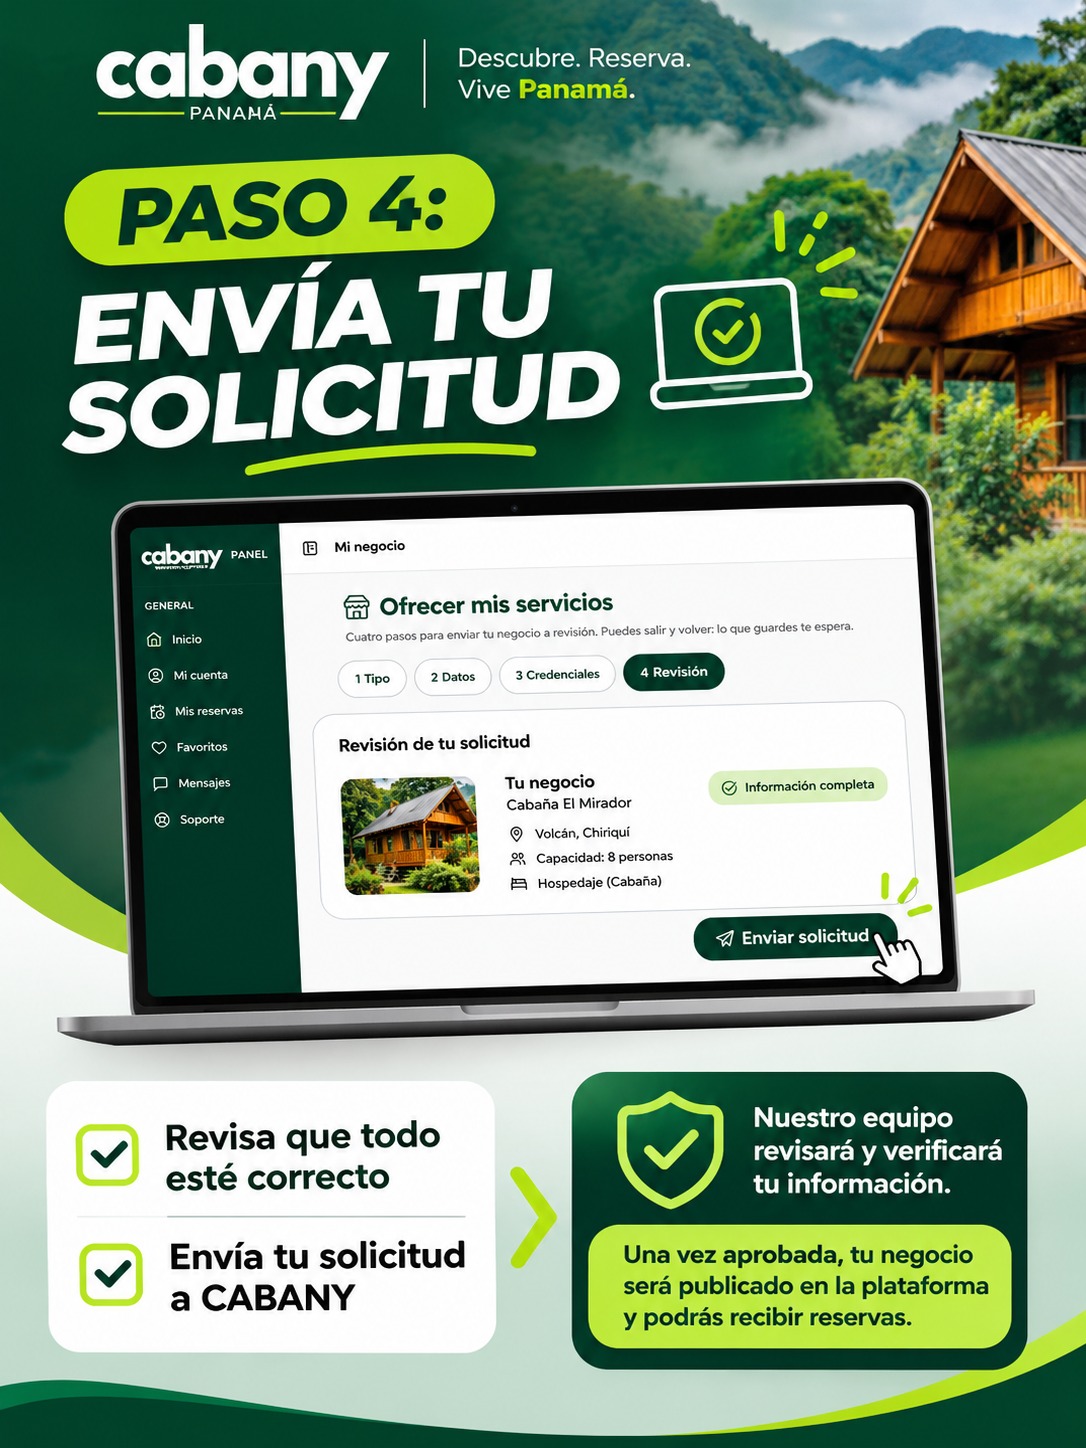 cabany
PANAMÁ
Descubre. Reserva.
Vive Panamá.
PASO 4:
ENVÍA TU
SOLICITUD
cabany PANEL
GENERAL
Inicio
Mi cuenta
Mis reservas
Favoritos
Mensajes
Soporte
Mi negocio
Ofrecer mis servicios
Cuatro pasos para enviar tu negocio a revisión. Puedes salir y volver: lo que guardes te espera.
1 Tipo
2 Datos
3 Credenciales
4 Revisión
Revisión de tu solicitud
Tu negocio
Cabaña El Mirador
Volcán, Chiriquí
Capacidad: 8 personas
Hospedaje (Cabaña)
Información completa
Enviar solicitud
Revisa que todo
esté correcto
Envía tu solicitud
a CABANY
Nuestro equipo
revisará y verificará
tu información.
Una vez aprobada, tu negocio
será publicado en la plataforma
y podrás recibir reservas.